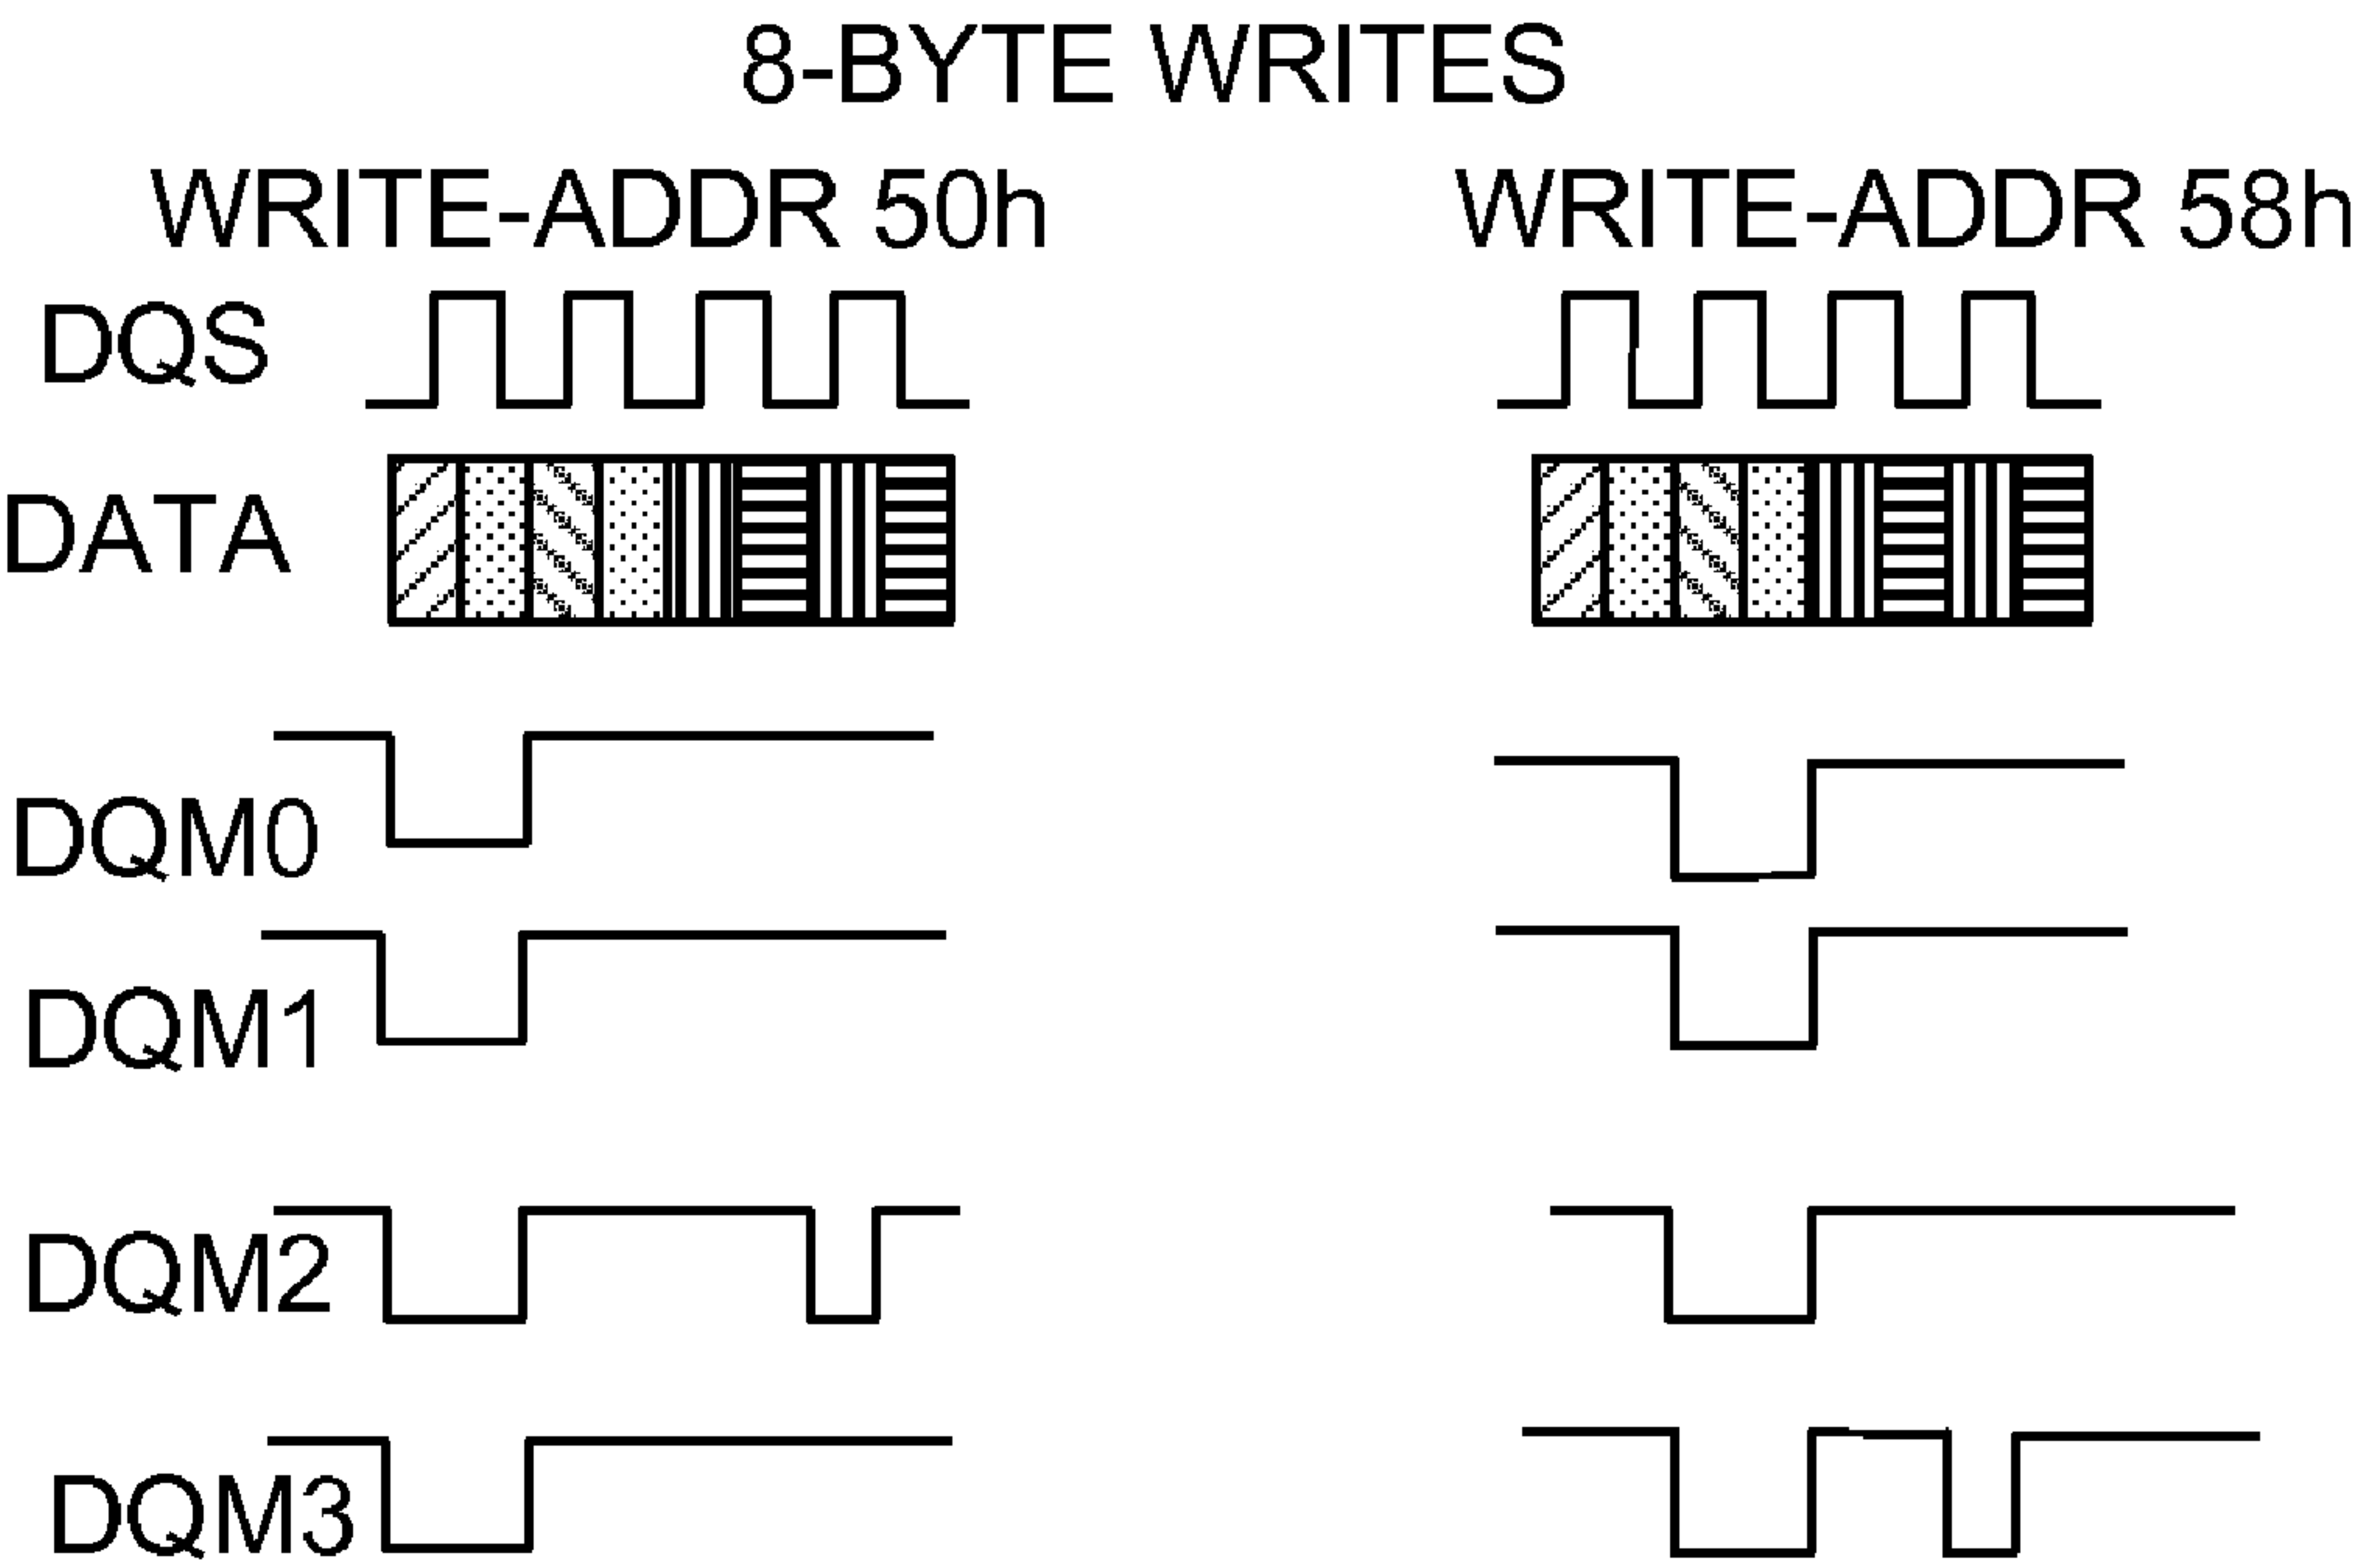 8-BYTE WRITES
WRITE-ADDR 50h WRITE-ADDR 58h
DQS
DATA
DQM0
DQM1
DQM2
DQM3